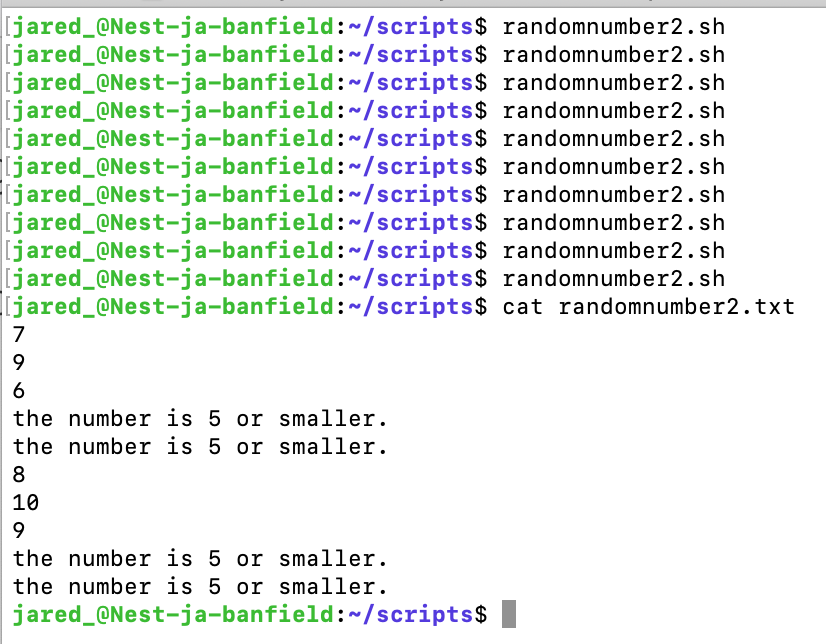 [jared_@Nest-ja-banfield:~/scripts$ randomnumber2.sh
[jared_@Nest-ja-banfield:~/scripts$ randomnumber2.sh
[jared_@Nest-ja-banfield:~/scripts$ randomnumber2.sh
[jared_@Nest-ja-banfield:~/scripts$ randomnumber2.sh
[jared_@Nest-ja-banfield:~/scripts$ randomnumber2.sh
[jared_@Nest-ja-banfield:~/scripts$ randomnumber2.sh
[jared_@Nest-ja-banfield:~/scripts$ randomnumber2.sh
[jared_@Nest-ja-banfield:~/scripts$ randomnumber2.sh
[jared_@Nest-ja-banfield:~/scripts$ randomnumber2.sh
[jared_@Nest-ja-banfield:~/scripts$ randomnumber2.sh
[jared_@Nest-ja-banfield:~/scripts$ cat randomnumber2.txt
7
9
6
the number is 5 or smaller.
the number is 5 or smaller.
8
10
9
the number is 5 or smaller.
the number is 5 or smaller.
jared_@Nest-ja-banfield:~/scripts$